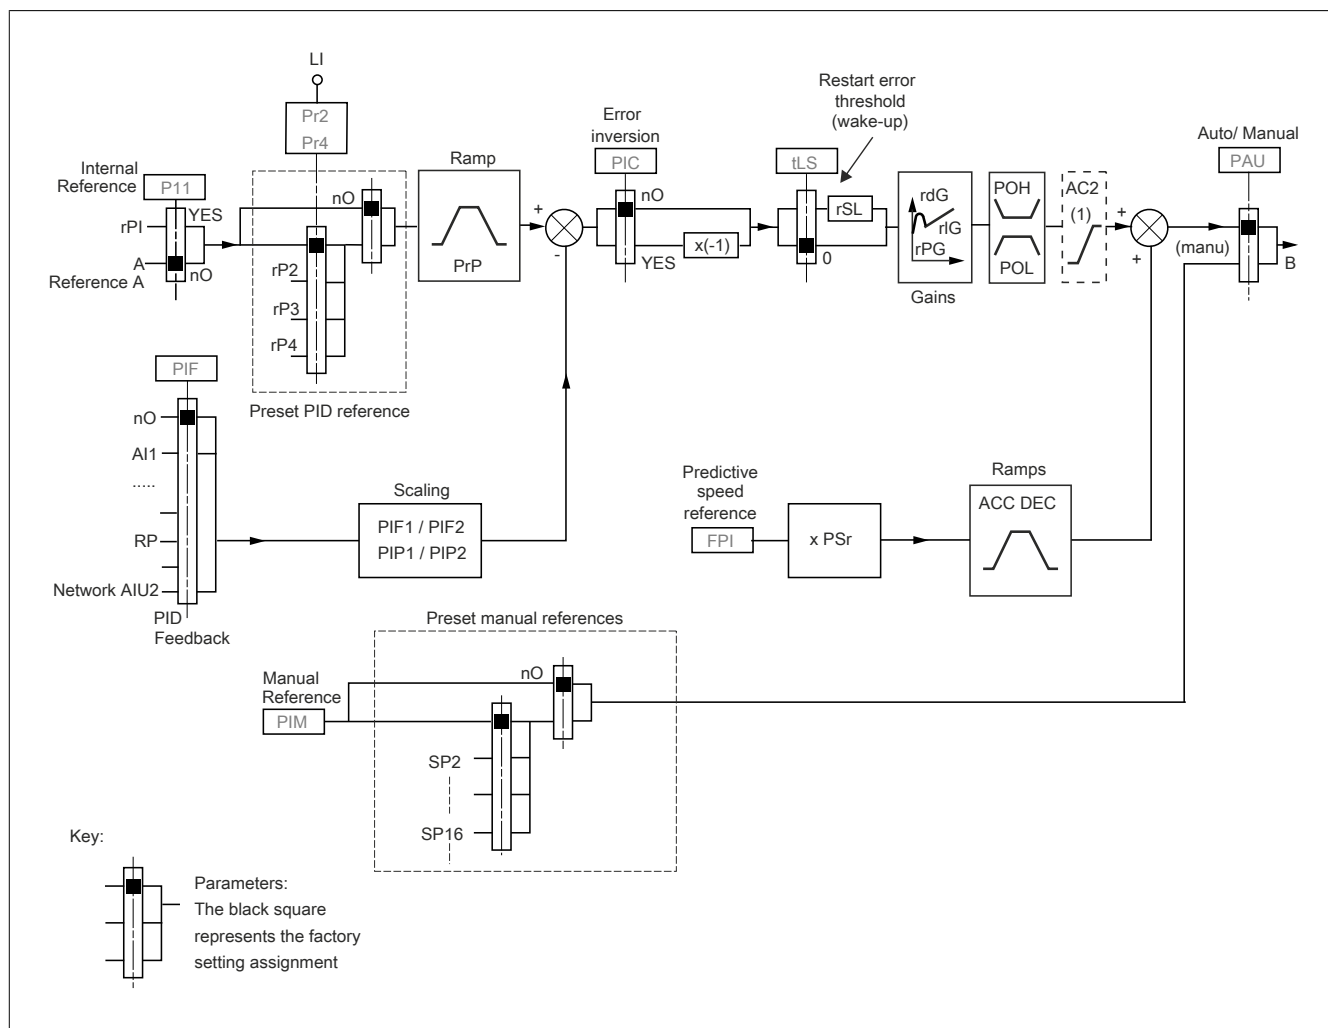 LI
Pr2
Pr4
Internal
Reference
P11
YES
rPI
A
Reference A
nO
nO
rP2
rP3
rP4
Preset PID reference
Ramp
PrP
+
-
Error
inversion
PIC
nO
YES
x(-1)
tLS
Restart error
threshold
(wake-up)
rSL
0
rdG
rIG
rPG
Gains
POH
POL
AC2
(1)
+
+
Auto/ Manual
PAU
(manu)
B
PIF
nO
AI1
.....
RP
Network AIU2
PID
Feedback
Scaling
PIF1 / PIF2
PIP1 / PIP2
Predictive
speed
reference
FPI
x PSr
Ramps
ACC DEC
Preset manual references
Manual
Reference
PIM
nO
SP2
SP16
Key:
Parameters:
The black square
represents the factory
setting assignment